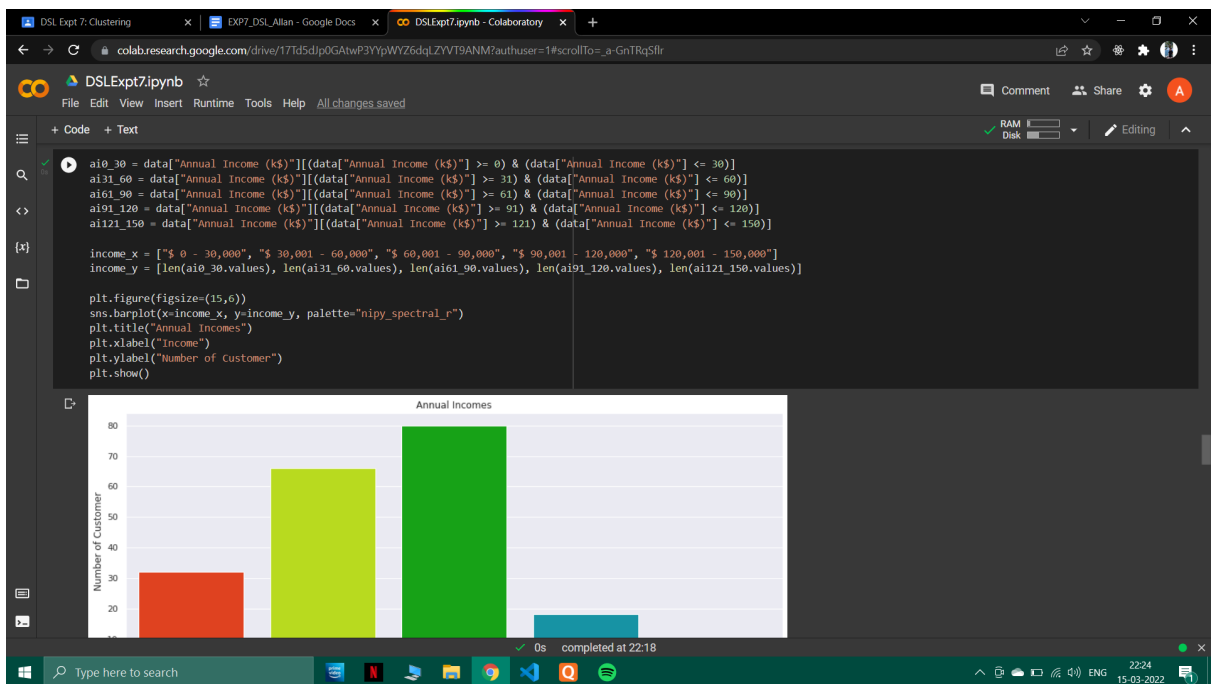 DSL Expt 7: Clustering
EXP7_DSL_Allan - Google Docs
DSLExpt7.ipynb - Colaboratory
colab.research.google.com/drive/17Td5dJp0GAtwP3YYpWYZ6dqLZYVT9ANM?authuser=1#scrollTo=_a-GnTRqSflr
DSLExpt7.ipynb
File Edit View Insert Runtime Tools Help All changes saved
Comment Share A
+ Code + Text
RAM
Disk
Editing
0s
ai0_30 = data["Annual Income (k$)"][(data["Annual Income (k$)"] >= 0) & (data["Annual Income (k$)"] <= 30)]
ai31_60 = data["Annual Income (k$)"][(data["Annual Income (k$)"] >= 31) & (data["Annual Income (k$)"] <= 60)]
ai61_90 = data["Annual Income (k$)"][(data["Annual Income (k$)"] >= 61) & (data["Annual Income (k$)"] <= 90)]
ai91_120 = data["Annual Income (k$)"][(data["Annual Income (k$)"] >= 91) & (data["Annual Income (k$)"] <= 120)]
ai121_150 = data["Annual Income (k$)"][(data["Annual Income (k$)"] >= 121) & (data["Annual Income (k$)"] <= 150)]
income_x = ["$ 0 - 30,000", "$ 30,001 - 60,000", "$ 60,001 - 90,000", "$ 90,001 - 120,000", "$ 120,001 - 150,000"]
income_y = [len(ai0_30.values), len(ai31_60.values), len(ai61_90.values), len(ai91_120.values), len(ai121_150.values)]
plt.figure(figsize=(15,6))
sns.barplot(x=income_x, y=income_y, palette="nipy_spectral_r")
plt.title("Annual Incomes")
plt.xlabel("Income")
plt.ylabel("Number of Customer")
plt.show()
{x}
Annual Incomes
Number of Customer
80
70
60
50
40
30
20
0s completed at 22:18
Type here to search
prime video
N
Q
ENG
22:24
15-03-2022
1